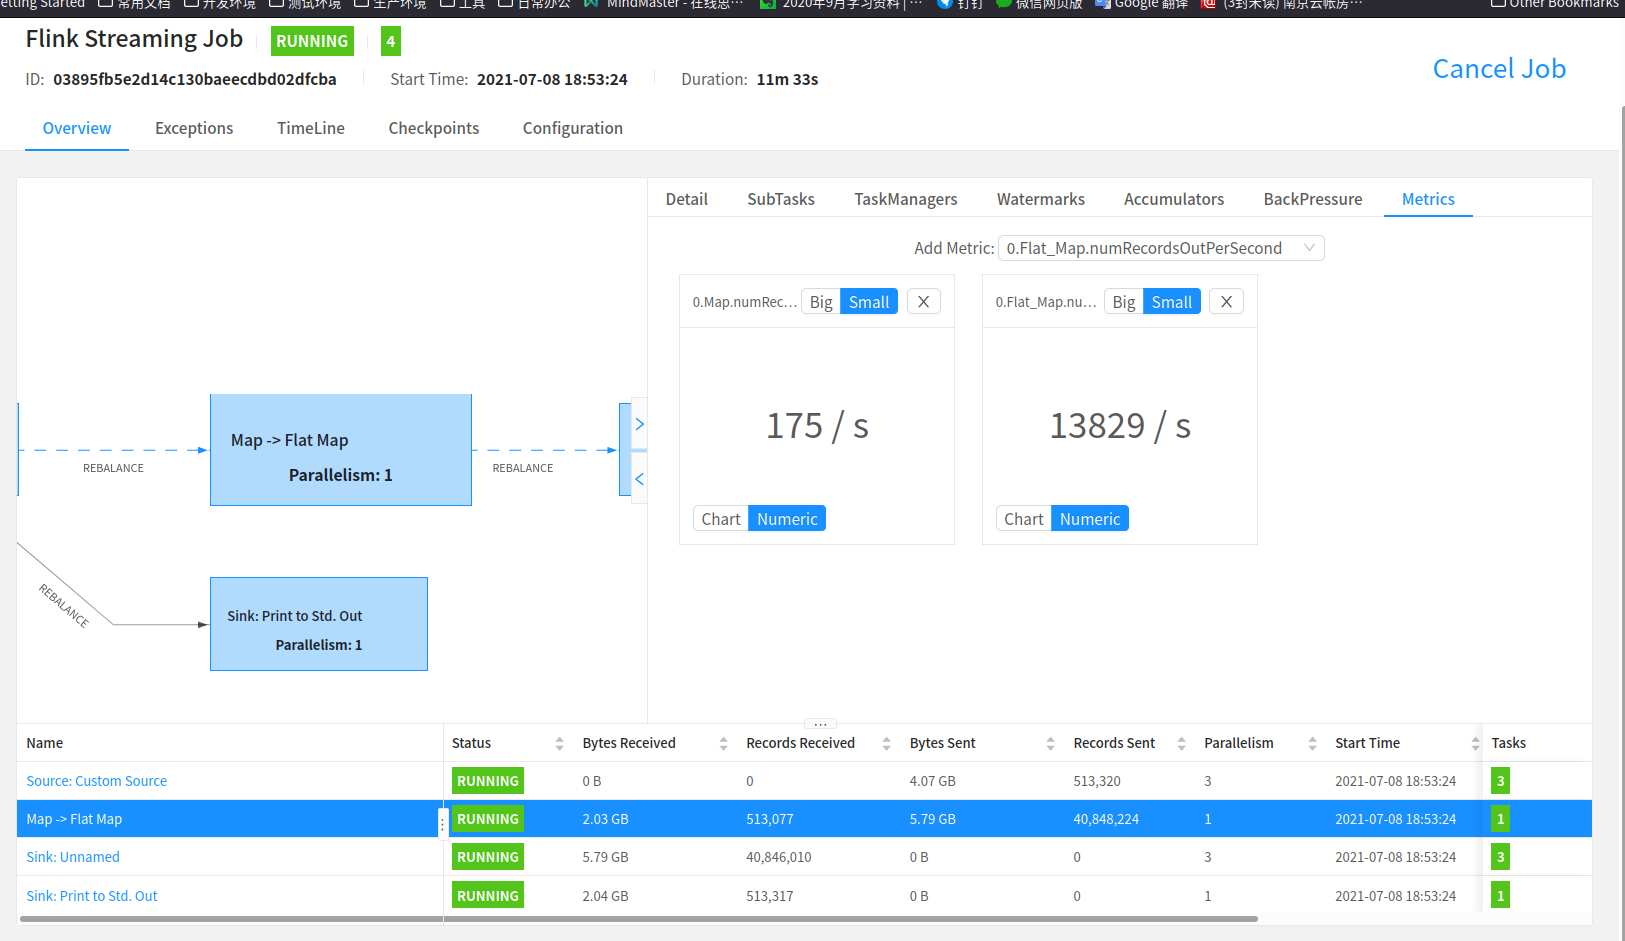 etting Started 常用文档 开发环境 测试环境 生产环境 工具 日常办公 MindMaster - 在线思… 2020年9月学习资料 | … 钉钉 微信网页版 Google 翻译 (3封未读) 南京云帐房… Other Bookmarks
Flink Streaming Job RUNNING 4
ID: 03895fb5e2d14c130baeecdbd02dfcba Start Time: 2021-07-08 18:53:24 Duration: 11m 33s
Cancel Job
Overview Exceptions TimeLine Checkpoints Configuration
Detail SubTasks TaskManagers Watermarks Accumulators BackPressure Metrics
Add Metric: 0.Flat_Map.numRecordsOutPerSecond
0.Map.numRec... Big Small X
0.Flat_Map.nu... Big Small X
175 / s
13829 / s
Chart Numeric
Chart Numeric
Map -> Flat Map
Parallelism: 1
REBALANCE
REBALANCE
REBALANCE
Sink: Print to Std. Out
Parallelism: 1
Name Status Bytes Received Records Received Bytes Sent Records Sent Parallelism Start Time Tasks
Source: Custom Source RUNNING 0 B 0 4.07 GB 513,320 3 2021-07-08 18:53:24 3
Map -> Flat Map RUNNING 2.03 GB 513,077 5.79 GB 40,848,224 1 2021-07-08 18:53:24 1
Sink: Unnamed RUNNING 5.79 GB 40,846,010 0 B 0 3 2021-07-08 18:53:24 3
Sink: Print to Std. Out RUNNING 2.04 GB 513,317 0 B 0 1 2021-07-08 18:53:24 1